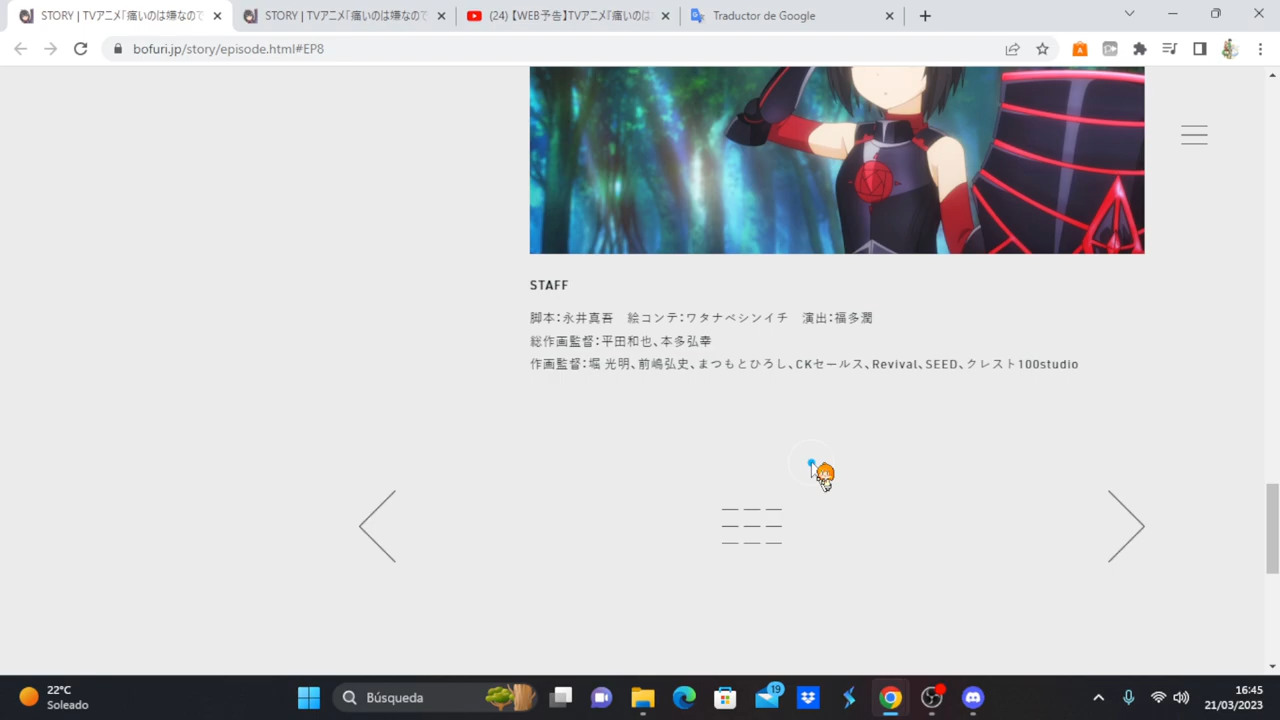 STORY | TVアニメ「痛いのは嫌なので
STORY | TVアニメ「痛いのは嫌なので
(24) 【WEB予告】TVアニメ「痛いのは
Traductor de Google
bofuri.jp/story/episode.html#EP8
STAFF
脚本：永井真吾　絵コンテ：ワタナベシンイチ　演出：福多潤
総作画監督：平田和也、本多弘幸
作画監督：堀 光明、前嶋弘史、まつもとひろし、CKセールス、Revival、SEED、クレスト100studio
22°C
Soleado
Búsqueda
19
16:45
21/03/2023